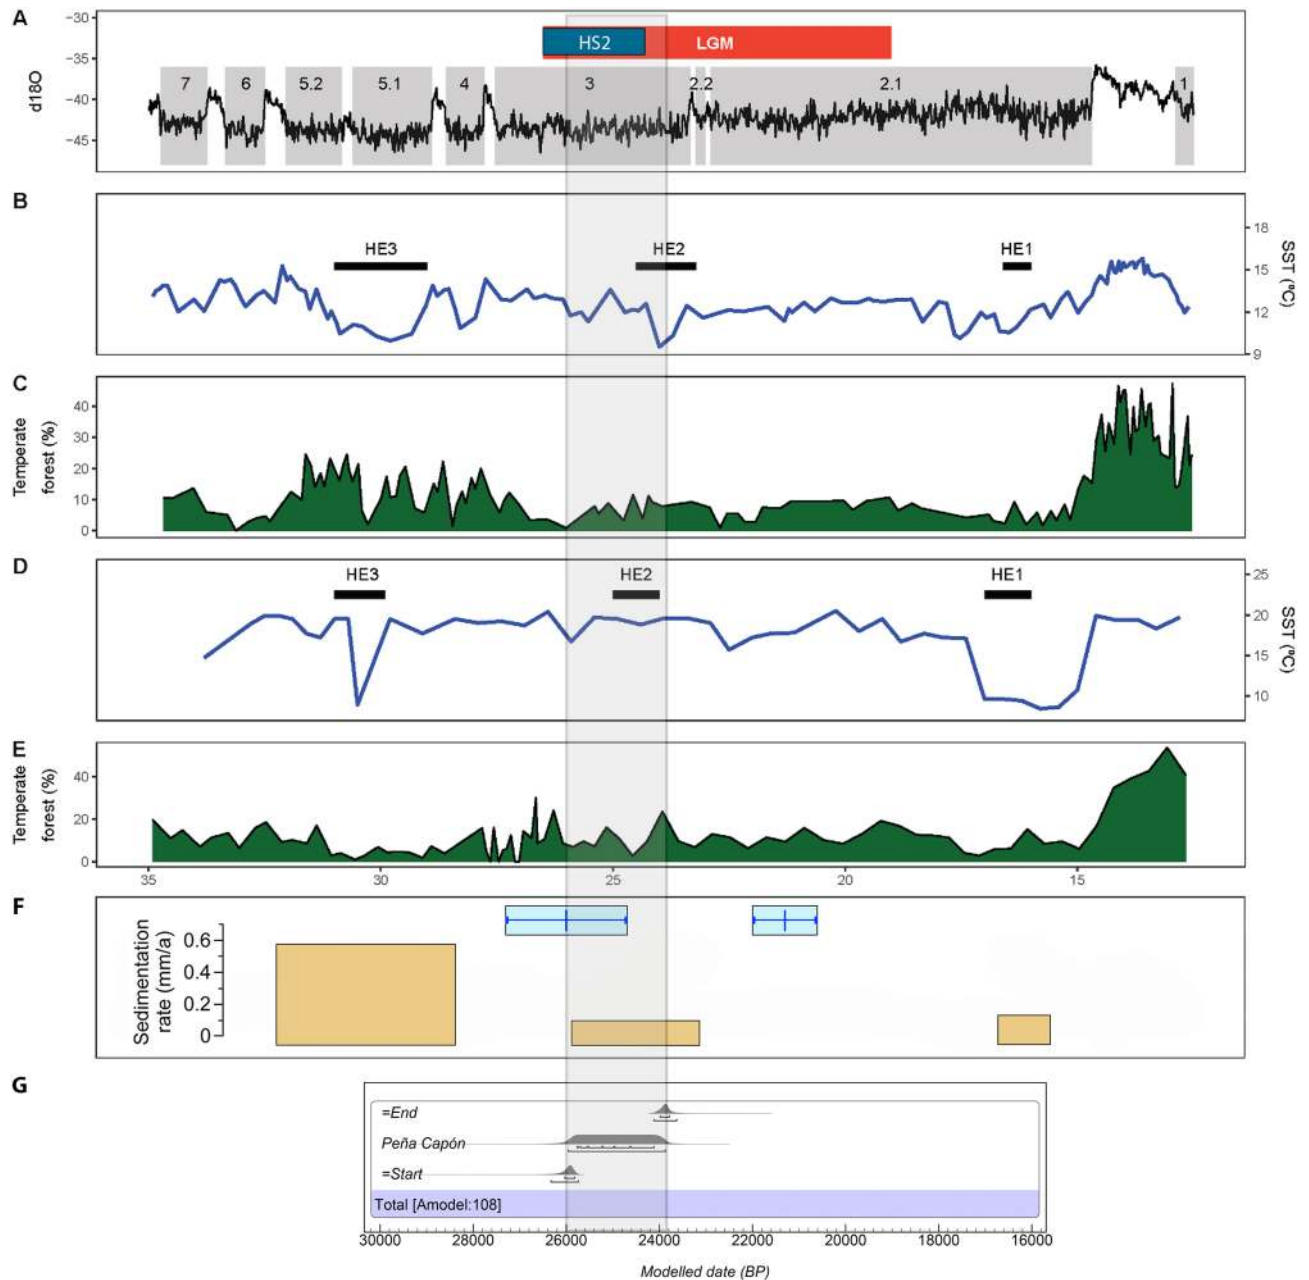 A
−30
−35
−40
−45
d18O
HS2
LGM
7
6
5.2
5.1
4
3
2.2
2.1
1
B
HE3
HE2
HE1
18
15
12
9
SST (ºC)
C
Temperate
forest (%)
40
30
20
10
0
D
HE3
HE2
HE1
25
20
15
10
SST (ºC)
E
Temperate
forest (%)
40
20
0
35
30
25
20
15
F
Sedimentation
rate (mm/a)
0.6
0.4
0.2
0
G
=End
Peña Capón
=Start
Total [Amodel:108]
30000
28000
26000
24000
22000
20000
18000
16000
Modelled date (BP)